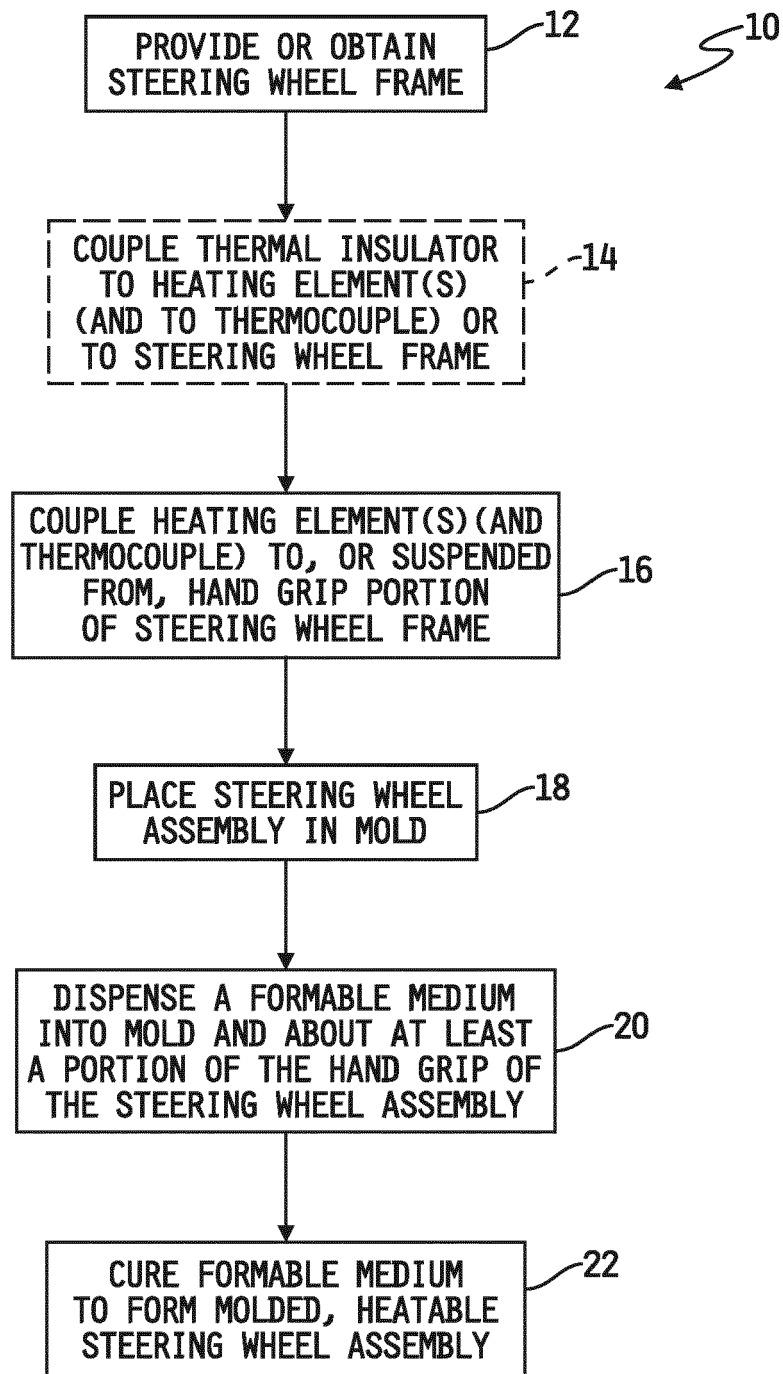 PROVIDE OR OBTAIN
STEERING WHEEL FRAME
12
10
COUPLE THERMAL INSULATOR
TO HEATING ELEMENT(S)
(AND TO THERMOCOUPLE) OR
TO STEERING WHEEL FRAME
14
COUPLE HEATING ELEMENT(S)(AND
THERMOCOUPLE) TO, OR SUSPENDED
FROM, HAND GRIP PORTION
OF STEERING WHEEL FRAME
16
PLACE STEERING WHEEL
ASSEMBLY IN MOLD
18
DISPENSE A FORMABLE MEDIUM
INTO MOLD AND ABOUT AT LEAST
A PORTION OF THE HAND GRIP OF
THE STEERING WHEEL ASSEMBLY
20
CURE FORMABLE MEDIUM
TO FORM MOLDED, HEATABLE
STEERING WHEEL ASSEMBLY
22